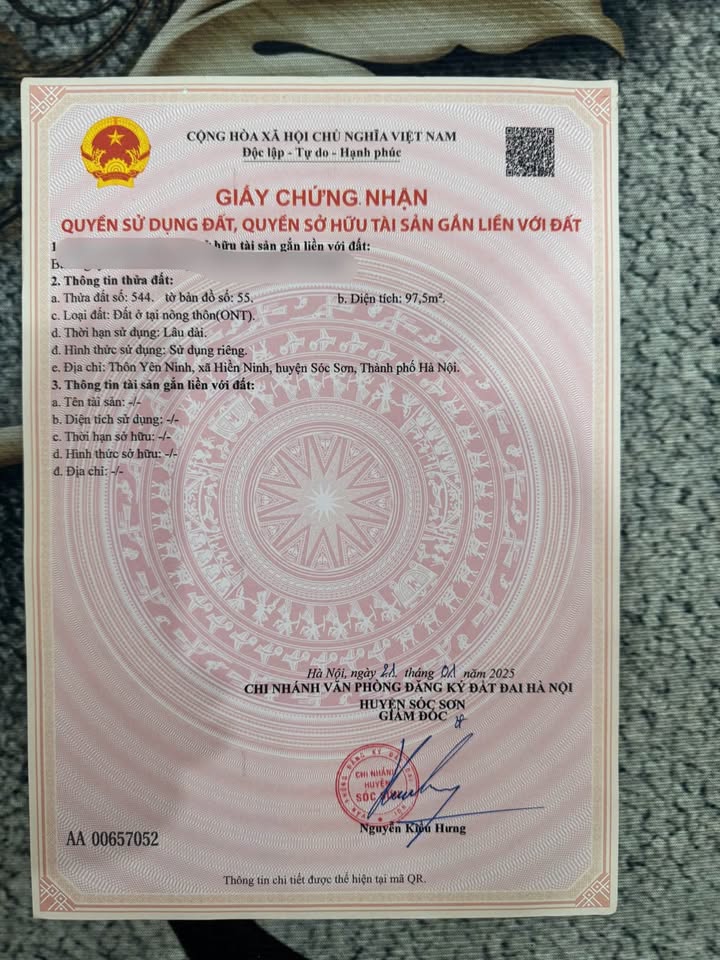 CỘNG HÒA XÃ HỘI CHỦ NGHĨA VIỆT NAM
Độc lập - Tự do - Hạnh phúc
GIẤY CHỨNG NHẬN
QUYỀN SỬ DỤNG ĐẤT, QUYỀN SỞ HỮU TÀI SẢN GẮN LIỀN VỚI ĐẤT
hữu tài sản gắn liền với đất:
2. Thông tin thửa đất:
a. Thửa đất số: 544. tờ bản đồ số: 55. b. Diện tích: 97,5m².
c. Loại đất: Đất ở tại nông thôn(ONT).
d. Thời hạn sử dụng: Lâu dài.
đ. Hình thức sử dụng: Sử dụng riêng.
e. Địa chỉ: Thôn Yên Ninh, xã Hiền Ninh, huyện Sóc Sơn, Thành phố Hà Nội.
3. Thông tin tài sản gắn liền với đất:
a. Tên tài sản: -/-
b. Diện tích sử dụng: -/-
c. Thời hạn sở hữu: -/-
d. Hình thức sở hữu: -/-
đ. Địa chỉ: -/-
Hà Nội, ngày 21 tháng 01 năm 2025
CHI NHÁNH VĂN PHÒNG ĐĂNG KÝ ĐẤT ĐAI HÀ NỘI
HUYỆN SÓC SƠN
GIÁM ĐỐC
CHI NHÁNH
HUYỆN
SÓC
Nguyễn Kiều Hưng
AA 00657052
Thông tin chi tiết được thể hiện tại mã QR.